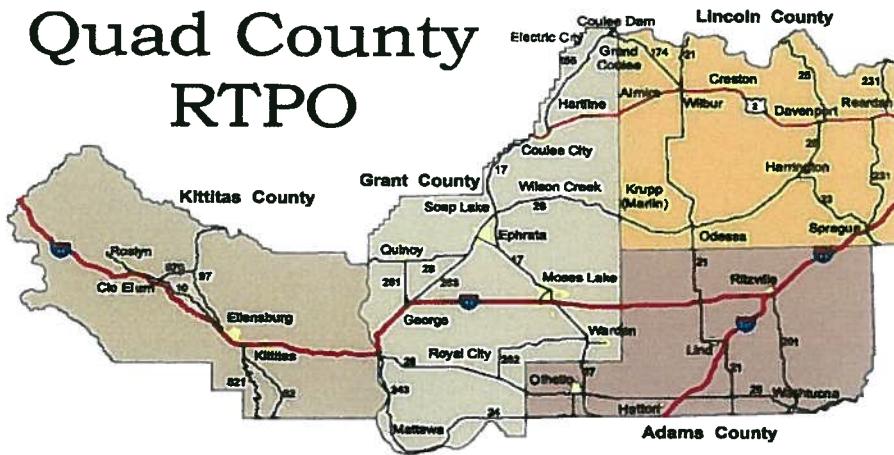 Quad County
RTPO
Coulee Dam
Lincoln County
Electric City
Grand
Coulee
174
21
25
231
155
Creston
Almira
Wilbur
2
Davenport
Reardan
Hartline
Coulee City
28
Harrington
Kittitas County
Grant County
17
Wilson Creek
Krupp
(Marlin)
231
23
Soap Lake
28
Sprague
Roslyn
Quincy
Ephrata
Odessa
970
97
28
17
21
Cle Elum
10
281
283
Moses Lake
Ritzville
Ellensburg
George
Warden
Kittitas
Royal City
262
Lind
26
821
82
243
Othello
17
21
26
Washtucna
24
Hatton
Mattawa
Adams County